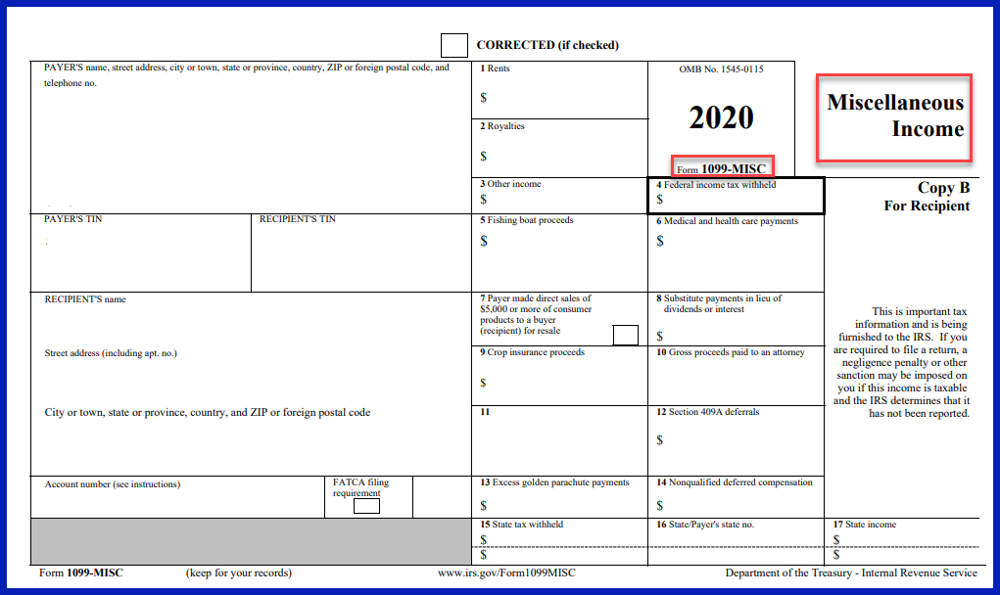 CORRECTED (if checked)
PAYER'S name, street address, city or town, state or province, country, ZIP or foreign postal code, and
telephone no.
1 Rents
$
OMB No. 1545-0115
2020
Form 1099-MISC
Miscellaneous
Income
2 Royalties
$
3 Other income
$
4 Federal income tax withheld
$
Copy B
For Recipient
PAYER'S TIN
RECIPIENT'S TIN
5 Fishing boat proceeds
$
6 Medical and health care payments
$
RECIPIENT'S name
7 Payer made direct sales of
$5,000 or more of consumer
products to a buyer
(recipient) for resale
8 Substitute payments in lieu of
dividends or interest
$
This is important tax
information and is being
furnished to the IRS. If you
are required to file a return, a
negligence penalty or other
sanction may be imposed on
you if this income is taxable
and the IRS determines that it
has not been reported.
Street address (including apt. no.)
9 Crop insurance proceeds
$
10 Gross proceeds paid to an attorney
City or town, state or province, country, and ZIP or foreign postal code
11
12 Section 409A deferrals
$
Account number (see instructions)
FATCA filing
requirement
13 Excess golden parachute payments
$
14 Nonqualified deferred compensation
$
15 State tax withheld
$
$
16 State/Payer's state no.
17 State income
$
$
Form 1099-MISC
(keep for your records)
www.irs.gov/Form1099MISC
Department of the Treasury - Internal Revenue Service